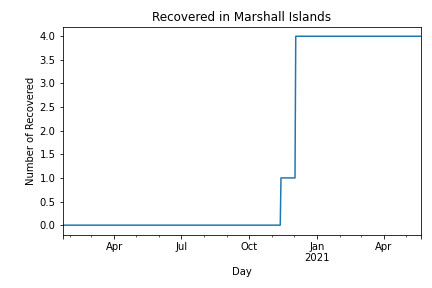 Recovered in Marshall Islands
Number of Recovered
4.0
3.5
3.0
2.5
2.0
1.5
1.0
0.5
0.0
Apr
Jul
Oct
Jan
2021
Apr
Day